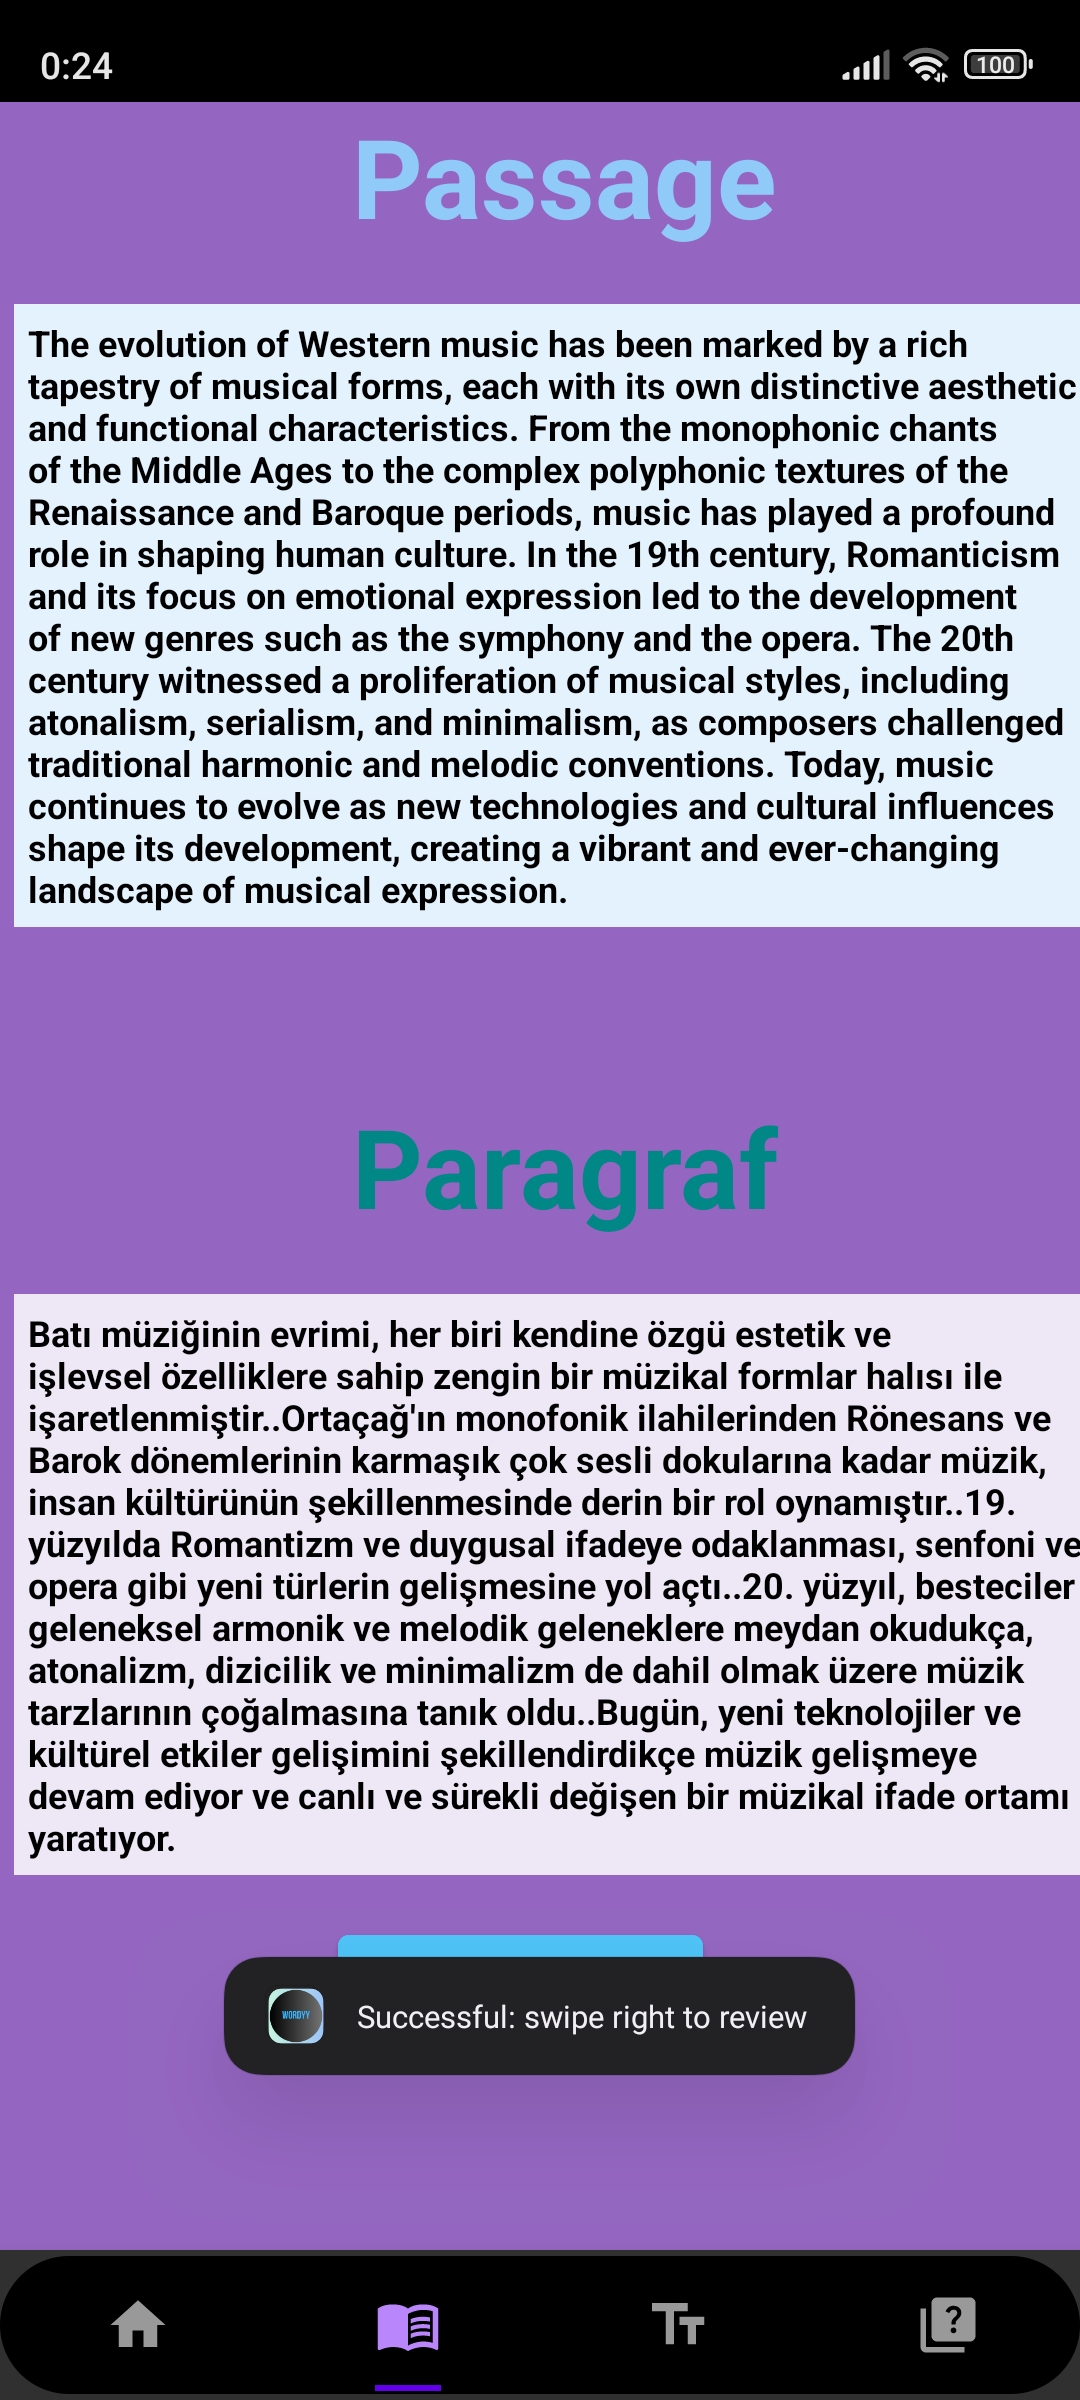 0:24
100
Passage
The evolution of Western music has been marked by a rich
tapestry of musical forms, each with its own distinctive aesthetic
and functional characteristics. From the monophonic chants
of the Middle Ages to the complex polyphonic textures of the
Renaissance and Baroque periods, music has played a profound
role in shaping human culture. In the 19th century, Romanticism
and its focus on emotional expression led to the development
of new genres such as the symphony and the opera. The 20th
century witnessed a proliferation of musical styles, including
atonalism, serialism, and minimalism, as composers challenged
traditional harmonic and melodic conventions. Today, music
continues to evolve as new technologies and cultural influences
shape its development, creating a vibrant and ever-changing
landscape of musical expression.
Paragraf
Batı müziğinin evrimi, her biri kendine özgü estetik ve
işlevsel özelliklere sahip zengin bir müzikal formlar halısı ile
işaretlenmiştir..Ortaçağ'ın monofonik ilahilerinden Rönesans ve
Barok dönemlerinin karmaşık çok sesli dokularına kadar müzik,
insan kültürünün şekillenmesinde derin bir rol oynamıştır..19.
yüzyılda Romantizm ve duygusal ifadeye odaklanması, senfoni ve
opera gibi yeni türlerin gelişmesine yol açtı..20. yüzyıl, besteciler
geleneksel armonik ve melodik geleneklere meydan okudukça,
atonalizm, dizicilik ve minimalizm de dahil olmak üzere müzik
tarzlarının çoğalmasına tanık oldu..Bugün, yeni teknolojiler ve
kültürel etkiler gelişimini şekillendirdikçe müzik gelişmeye
devam ediyor ve canlı ve sürekli değişen bir müzikal ifade ortamı
yaratıyor.
WORDYY
Successful: swipe right to review